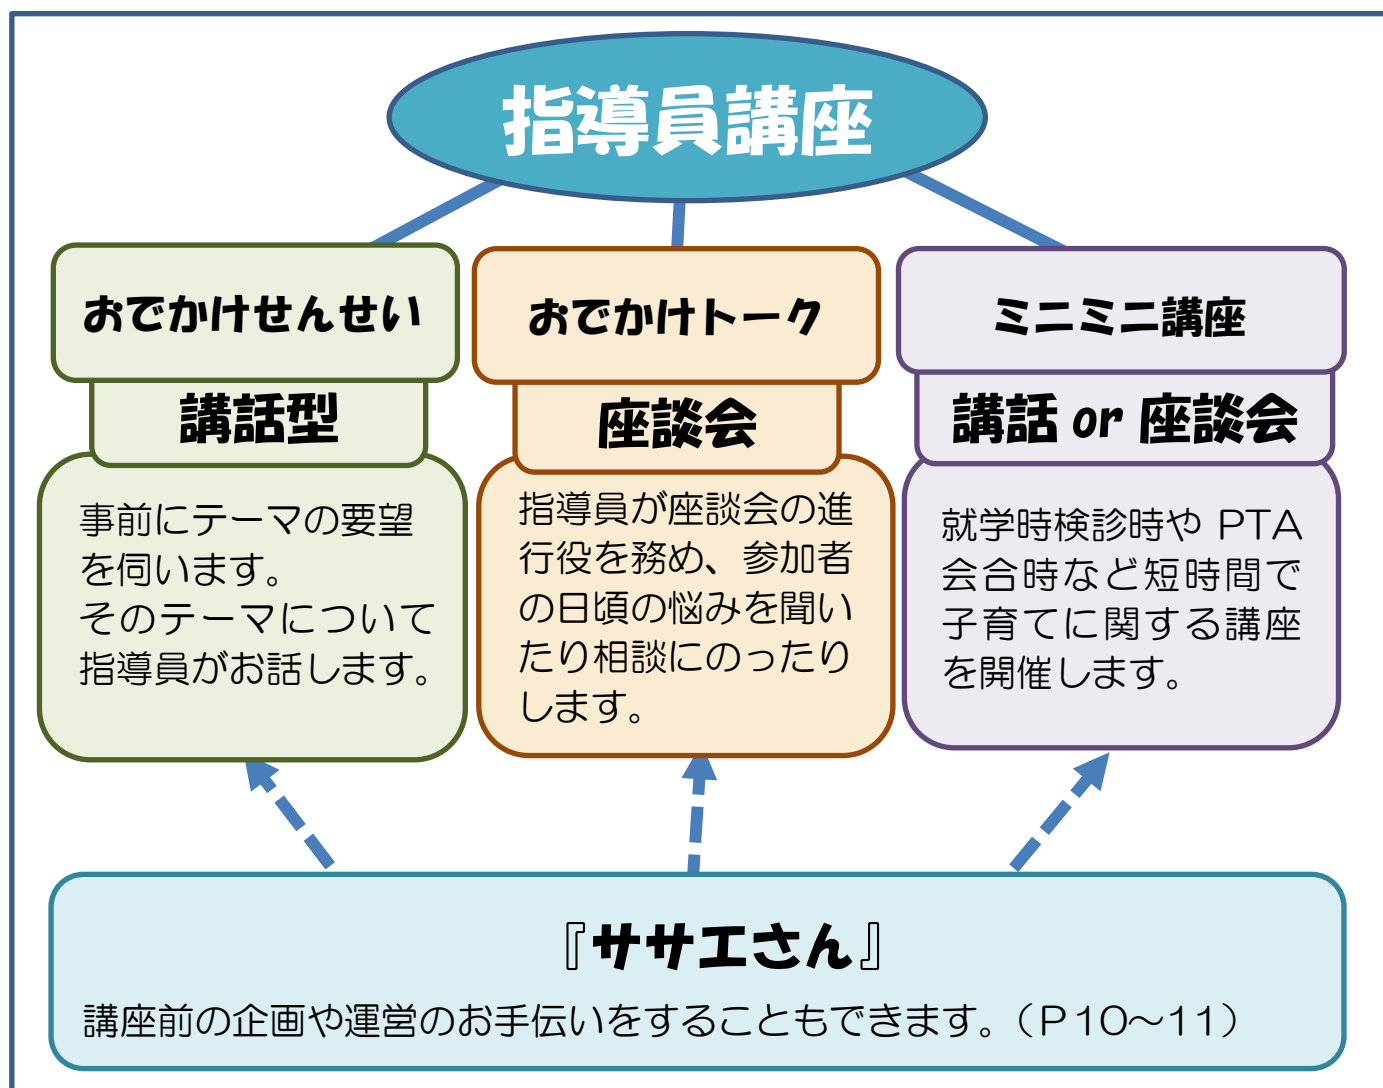 指導員講座
おでかけせんせい
講話型
事前にテーマの要望
を伺います。
そのテーマについて
指導員がお話します。
おでかけトーク
座談会
指導員が座談会の進
行役を務め、参加者
の日頃の悩みを聞い
たり相談にのったり
します。
ミニミニ講座
講話 or 座談会
就学時検診時や PTA
会合時など短時間で
子育てに関する講座
を開催します。
『ササエさん』
講座前の企画や運営のお手伝いをすることもできます。（Ｐ１０～１１）